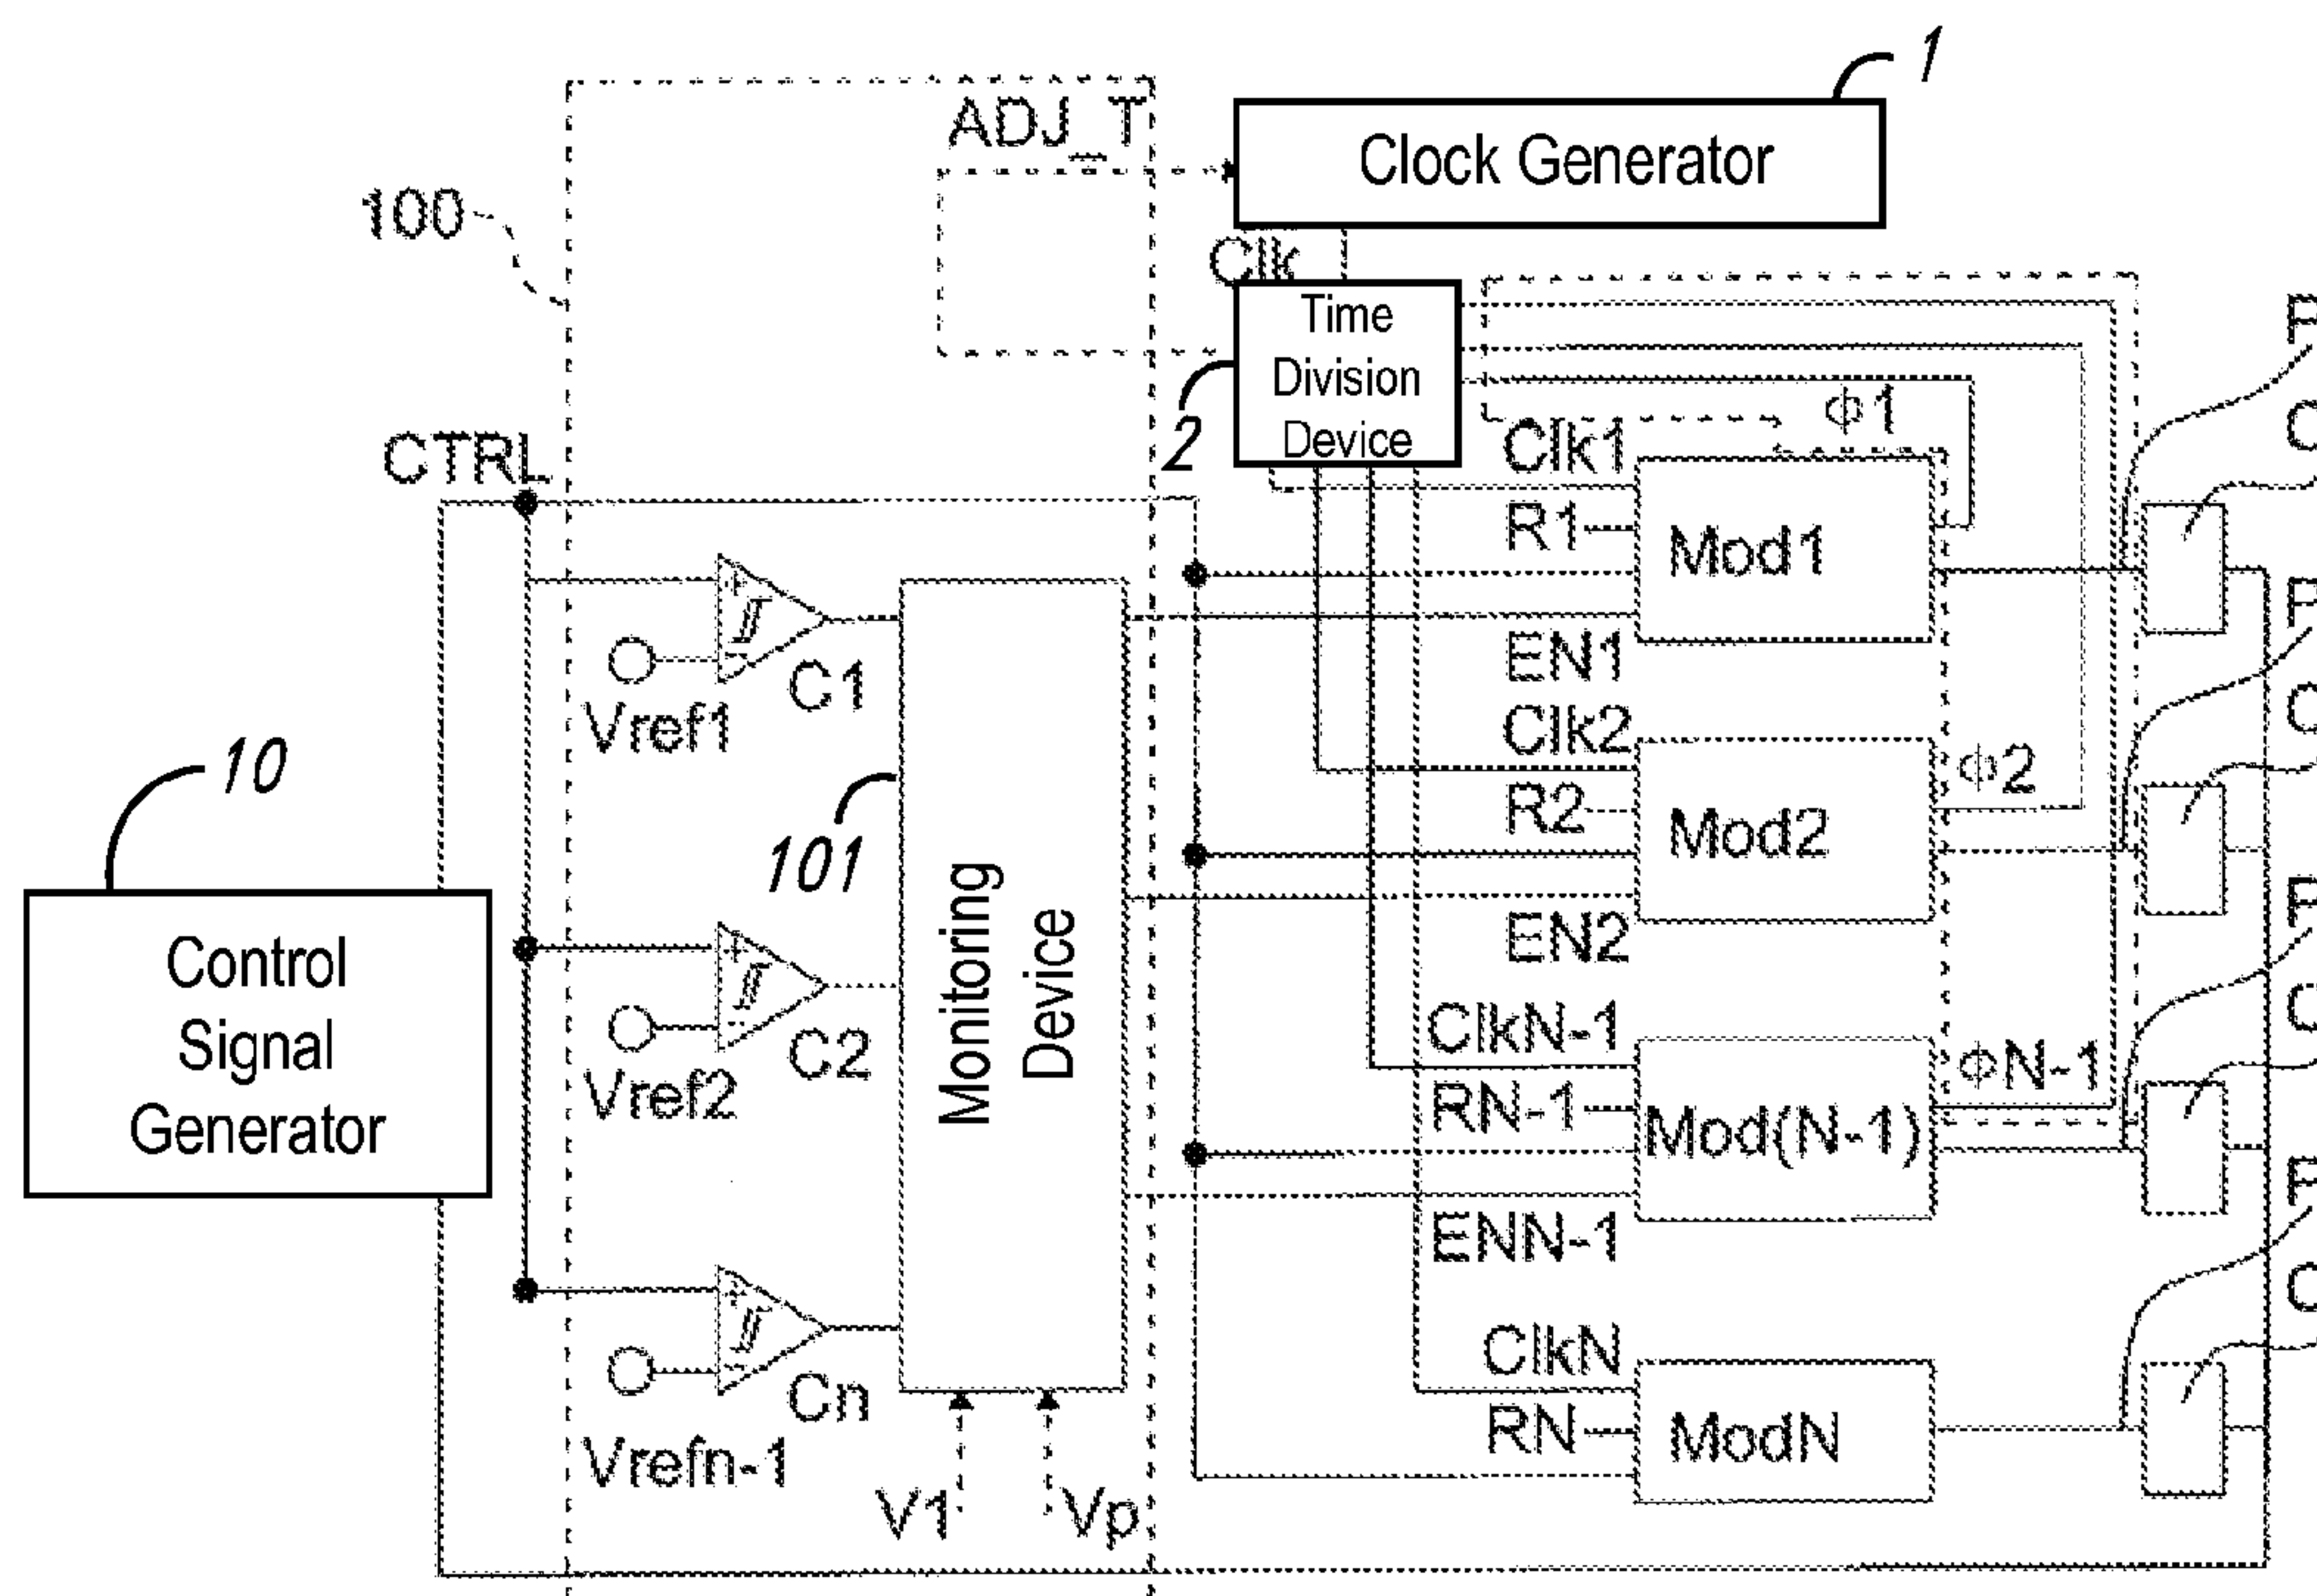 1
ADJ_T
Clock Generator
100
Clk
Time
Division
Device
2
Φ1
CTRL
Clk1
R1
Mod1
EN1
C1
Vref1
Clk2
Φ2
R2
Mod2
EN2
10
101
Control
Signal
Generator
Monitoring
Device
C2
Vref2
ClkN-1
ΦN-1
RN-1
Mod(N-1)
ENN-1
ClkN
Cn
RN
ModN
Vrefn-1
V1
Vp